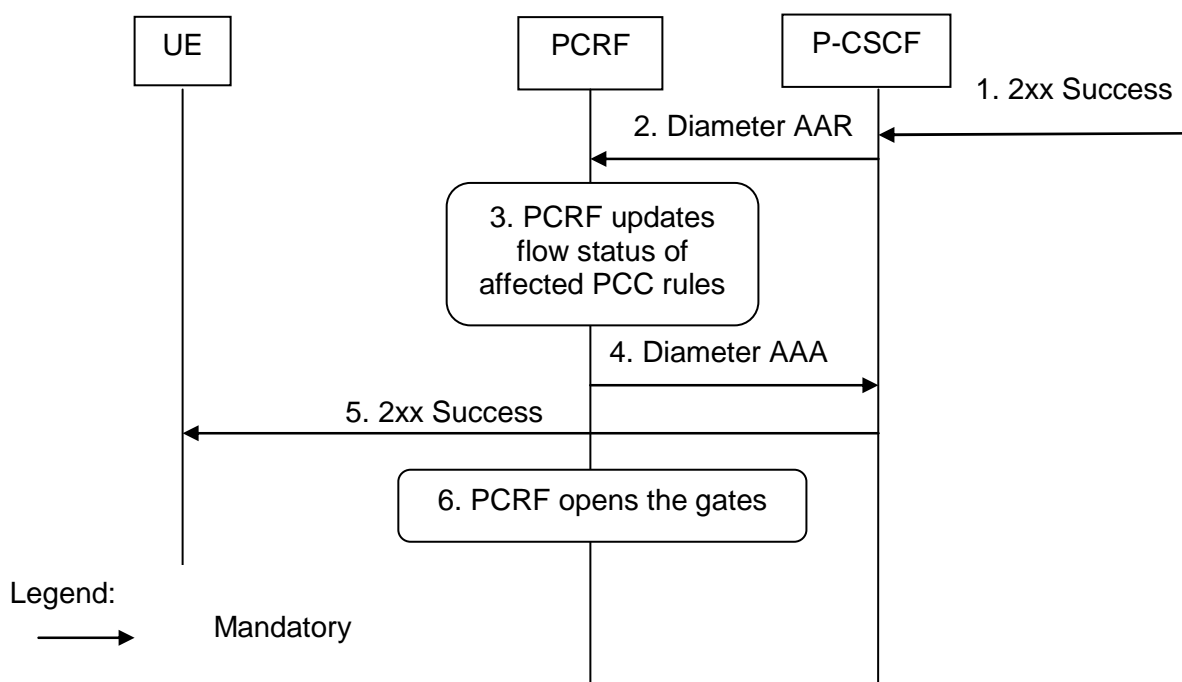 UE
PCRF
P-CSCF
1. 2xx Success
2. Diameter AAR
3. PCRF updates
flow status of
affected PCC rules
4. Diameter AAA
5. 2xx Success
6. PCRF opens the gates
Legend:
Mandatory